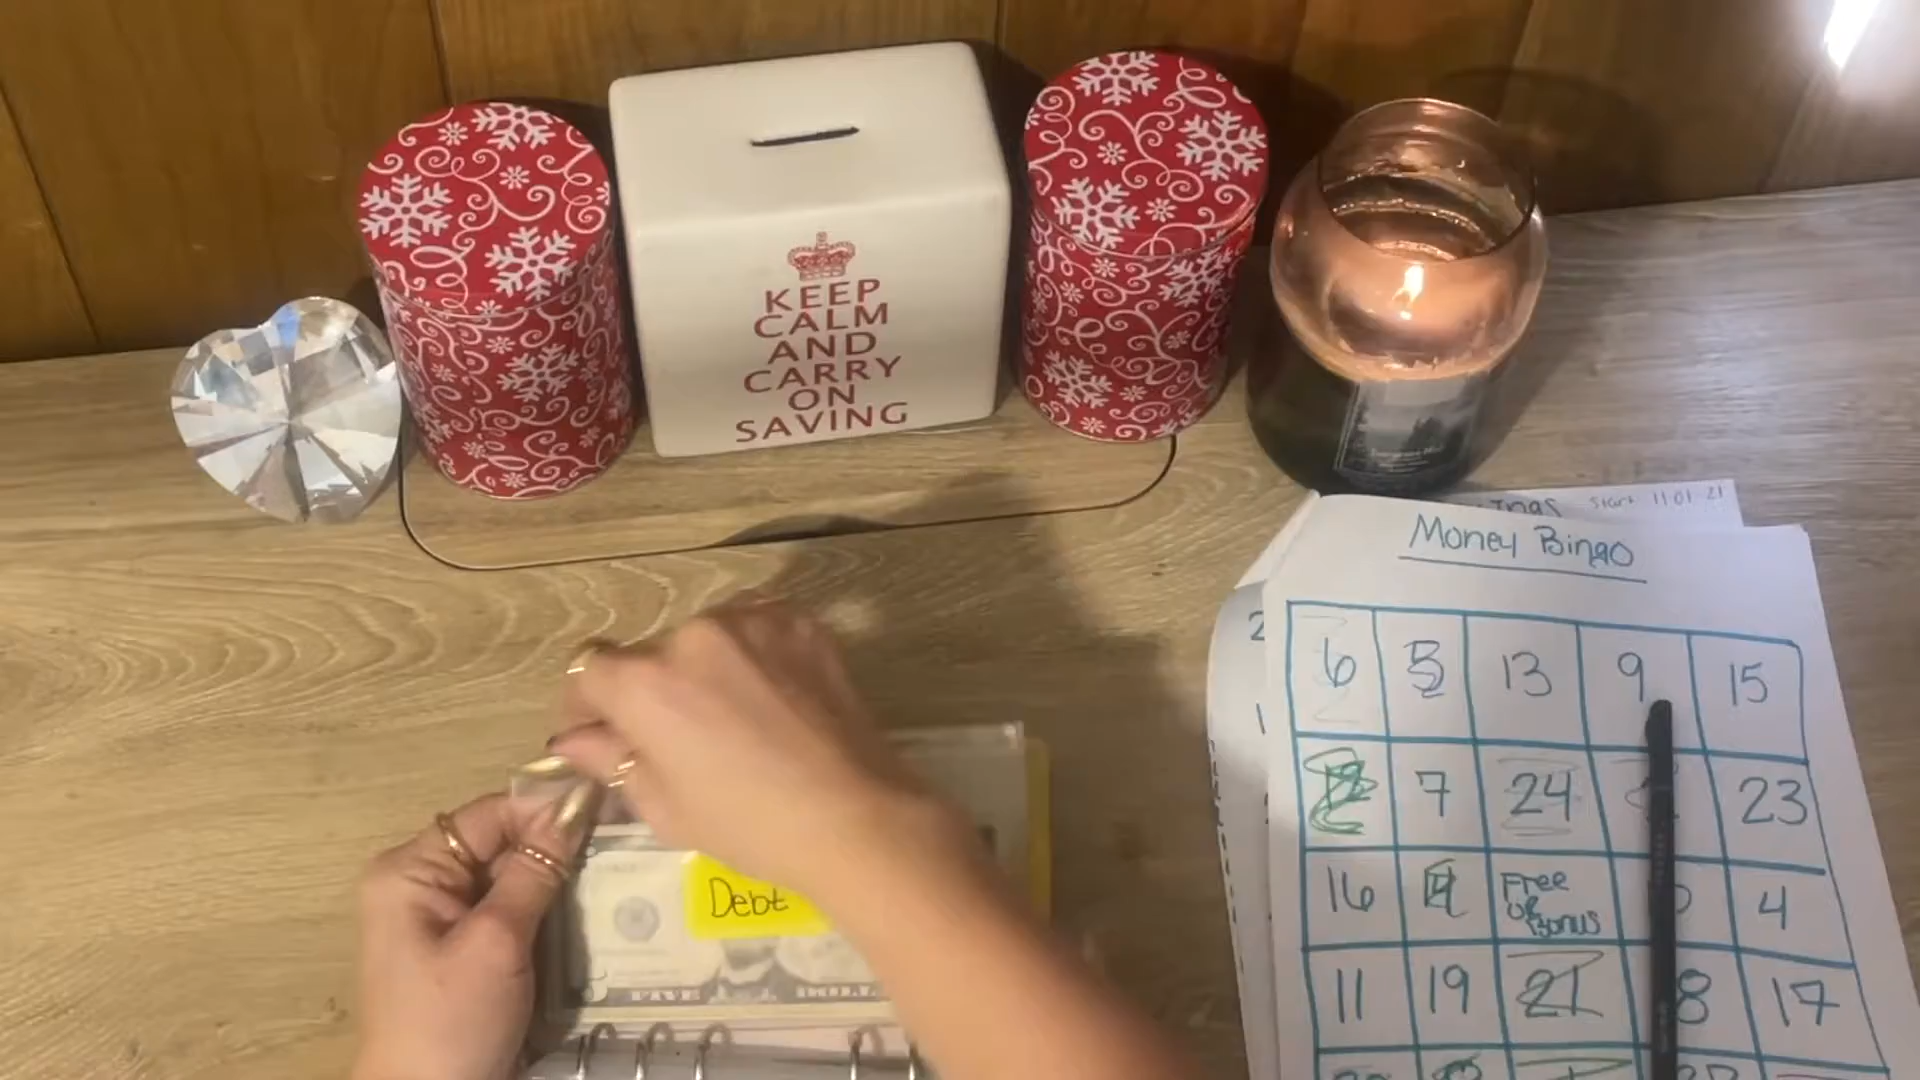 KEEP
CALM
AND
CARRY
ON
SAVING
Start 11 01 21
Money Bingo
6 5 13 9 15
7 24 23
16 Free 4
OR
Bonus
11 19 21 8 17
Debt